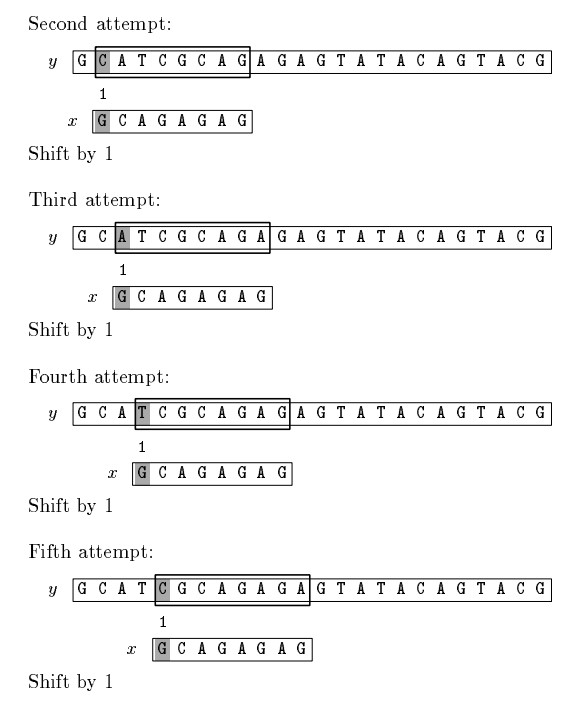 Second attempt:
y G C A T C G C A G A G A G T A T A C A G T A C G
1
x G C A G A G A G
Shift by 1
Third attempt:
y G C A T C G C A G A G A G T A T A C A G T A C G
1
x G C A G A G A G
Shift by 1
Fourth attempt:
y G C A T C G C A G A G A G T A T A C A G T A C G
1
x G C A G A G A G
Shift by 1
Fifth attempt:
y G C A T C G C A G A G A G T A T A C A G T A C G
1
x G C A G A G A G
Shift by 1